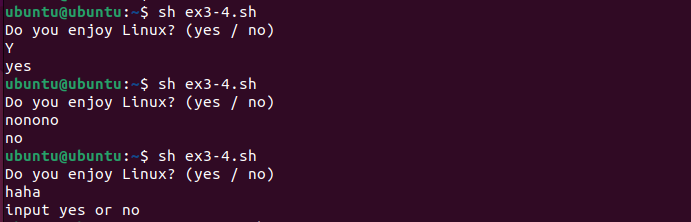 ubuntu@ubuntu:~$ sh ex3-4.sh
Do you enjoy Linux? (yes / no)
Y
yes
ubuntu@ubuntu:~$ sh ex3-4.sh
Do you enjoy Linux? (yes / no)
nonono
no
ubuntu@ubuntu:~$ sh ex3-4.sh
Do you enjoy Linux? (yes / no)
haha
input yes or no